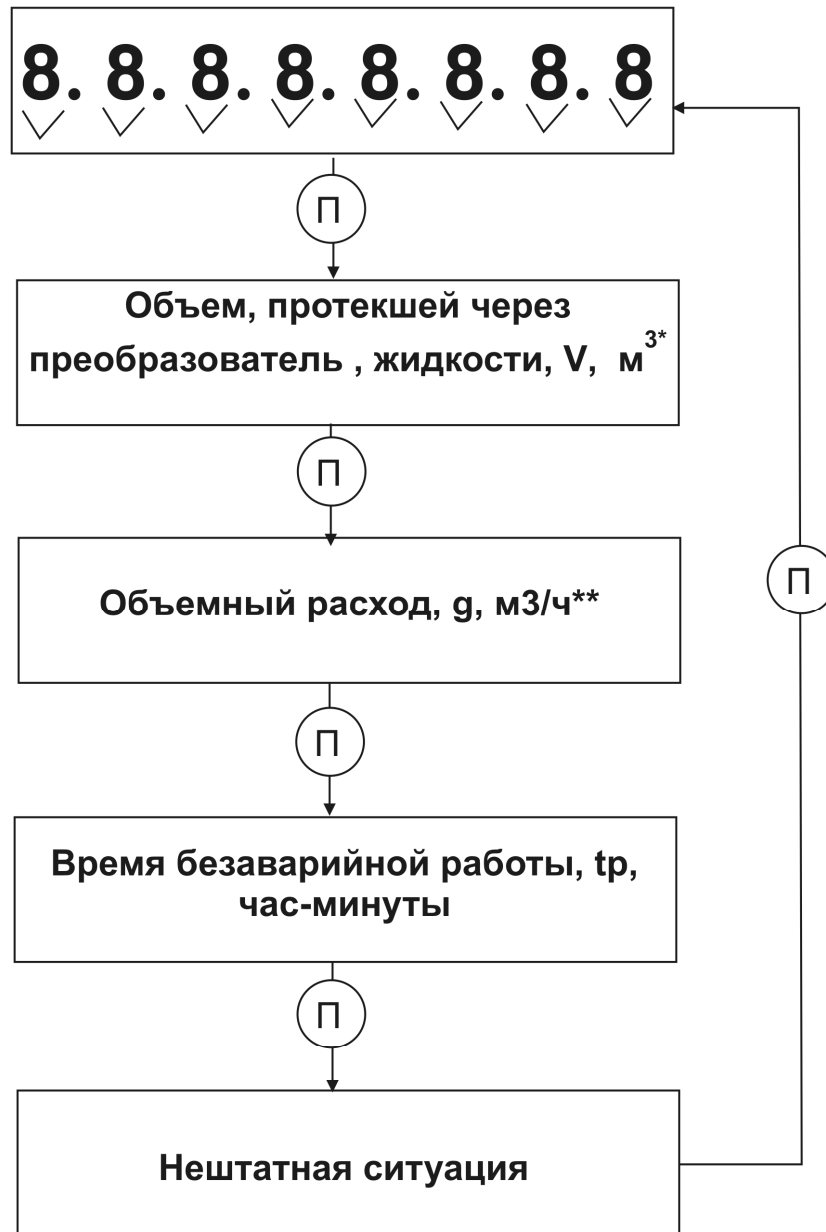 8. 8. 8. 8. 8. 8. 8. 8
П
Объем, протекшей через
преобразователь , жидкости, V, м³*
П
Объемный расход, g, м3/ч**
П
П
Время безаварийной работы, tp,
час-минуты
П
Нештатная ситуация